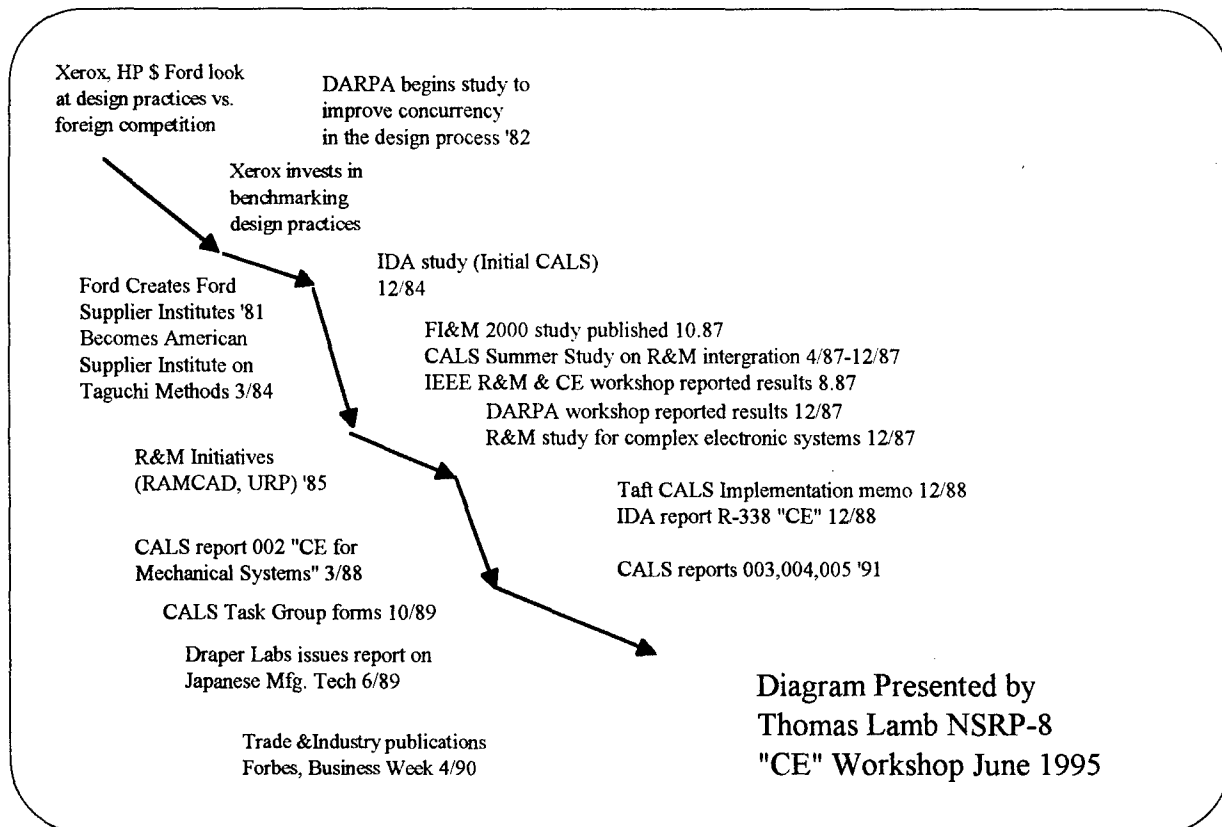 Xerox, HP $ Ford look
at design practices vs.
foreign competition
DARPA begins study to
improve concurrency
in the design process '82
Xerox invests in
benchmarking
design practices
IDA study (Initial CALS)
12/84
Ford Creates Ford
Supplier Institutes '81
Becomes American
Supplier Institute on
Taguchi Methods 3/84
FI&M 2000 study published 10.87
CALS Summer Study on R&M intergration 4/87-12/87
IEEE R&M & CE workshop reported results 8.87
DARPA workshop reported results 12/87
R&M study for complex electronic systems 12/87
R&M Initiatives
(RAMCAD, URP) '85
Taft CALS Implementation memo 12/88
IDA report R-338 "CE" 12/88
CALS report 002 "CE for
Mechanical Systems" 3/88
CALS reports 003,004,005 '91
CALS Task Group forms 10/89
Draper Labs issues report on
Japanese Mfg. Tech 6/89
Trade &Industry publications
Forbes, Business Week 4/90
Diagram Presented by
Thomas Lamb NSRP-8
"CE" Workshop June 1995